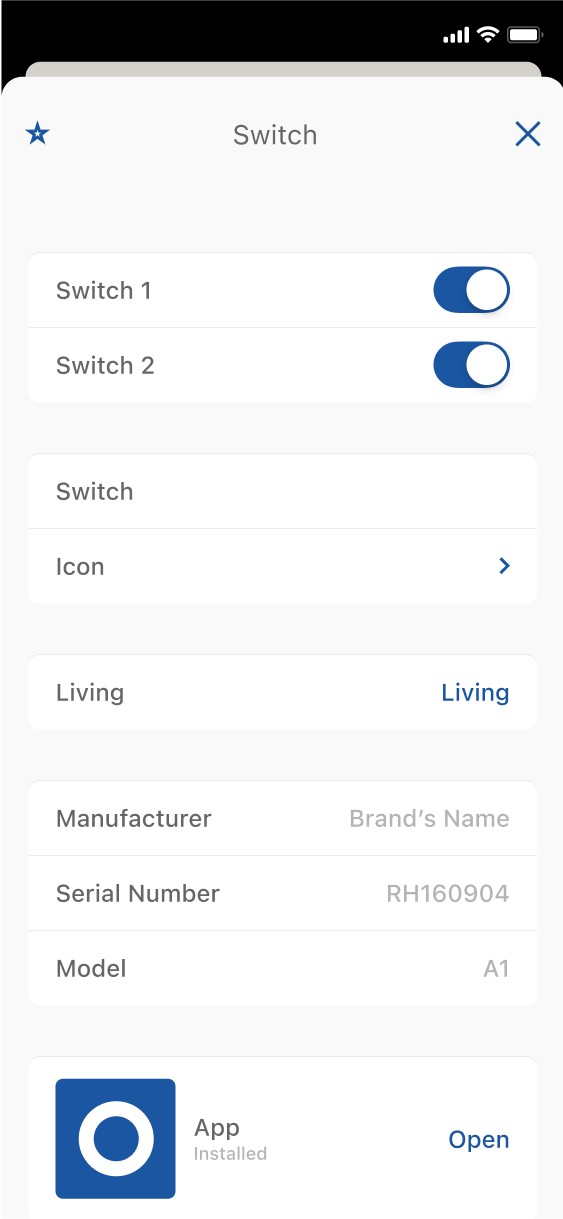 Switch
Switch 1
Switch 2
Switch
Icon
Living Living
Manufacturer Brand’s Name
Serial Number RH160904
Model A1
App
Installed
Open